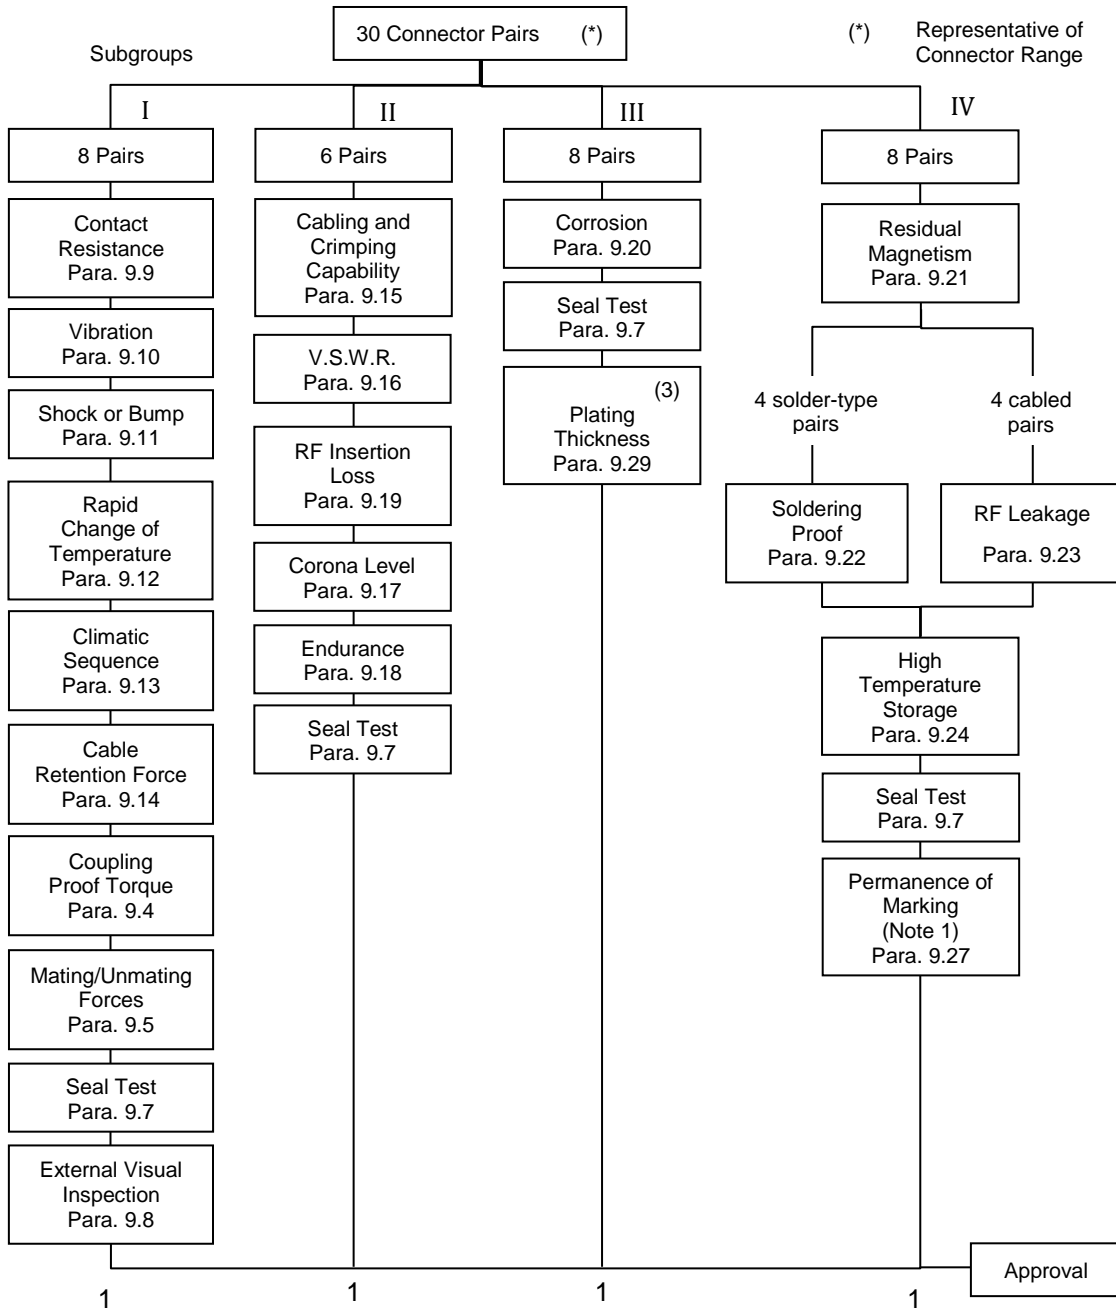 30 Connector Pairs (*)
(*) Representative of
Connector Range
Subgroups
I
II
III
IV
8 Pairs
6 Pairs
8 Pairs
8 Pairs
Contact
Resistance
Para. 9.9
Vibration
Para. 9.10
Shock or Bump
Para. 9.11
Rapid
Change of
Temperature
Para. 9.12
Climatic
Sequence
Para. 9.13
Cable
Retention Force
Para. 9.14
Coupling
Proof Torque
Para. 9.4
Mating/Unmating
Forces
Para. 9.5
Seal Test
Para. 9.7
External Visual
Inspection
Para. 9.8
Cabling and
Crimping
Capability
Para. 9.15
V.S.W.R.
Para. 9.16
RF Insertion
Loss
Para. 9.19
Corona Level
Para. 9.17
Endurance
Para. 9.18
Seal Test
Para. 9.7
Corrosion
Para. 9.20
Seal Test
Para. 9.7
(3)
Plating
Thickness
Para. 9.29
Residual
Magnetism
Para. 9.21
4 solder-type
pairs
4 cabled
pairs
Soldering
Proof
Para. 9.22
RF Leakage
Para. 9.23
High
Temperature
Storage
Para. 9.24
Seal Test
Para. 9.7
Permanence of
Marking
(Note 1)
Para. 9.27
Approval
1
1
1
1